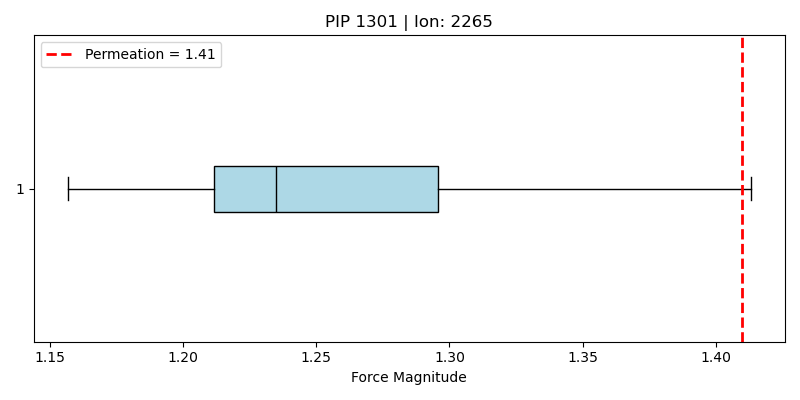 PIP 1301 | lon: 2265
Permeation = 1.41
1
1.15 1.20 1.25 1.30 1.35 1.40
Force Magnitude